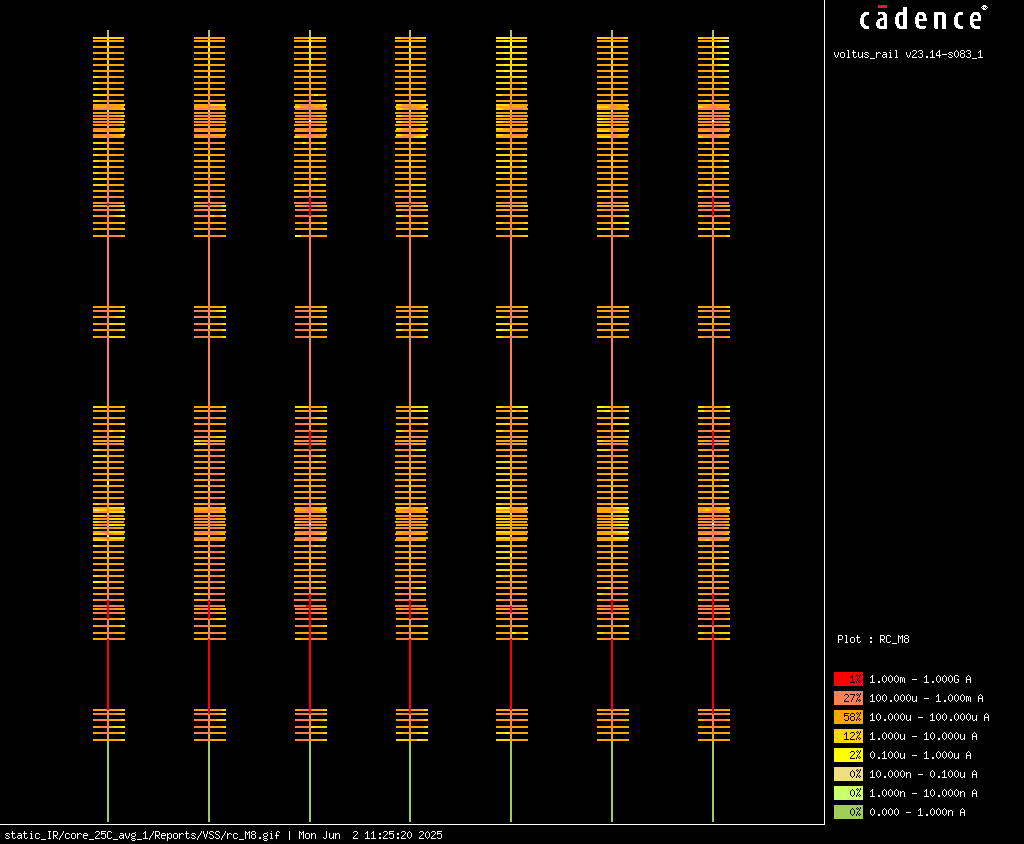 cādence®
voltus_rail v23.14-s083_1
Plot : RC_M8
1% 1.000m - 1.000G A
27% 100.000u - 1.000m A
58% 10.000u - 100.000u A
12% 1.000u - 10.000u A
2% 0.100u - 1.000u A
0% 10.000n - 0.100u A
0% 1.000n - 10.000n A
0% 0.000 - 1.000n A
static_IR/core_25C_avg_1/Reports/VSS/rc_M8.gif | Mon Jun  2 11:25:20 2025